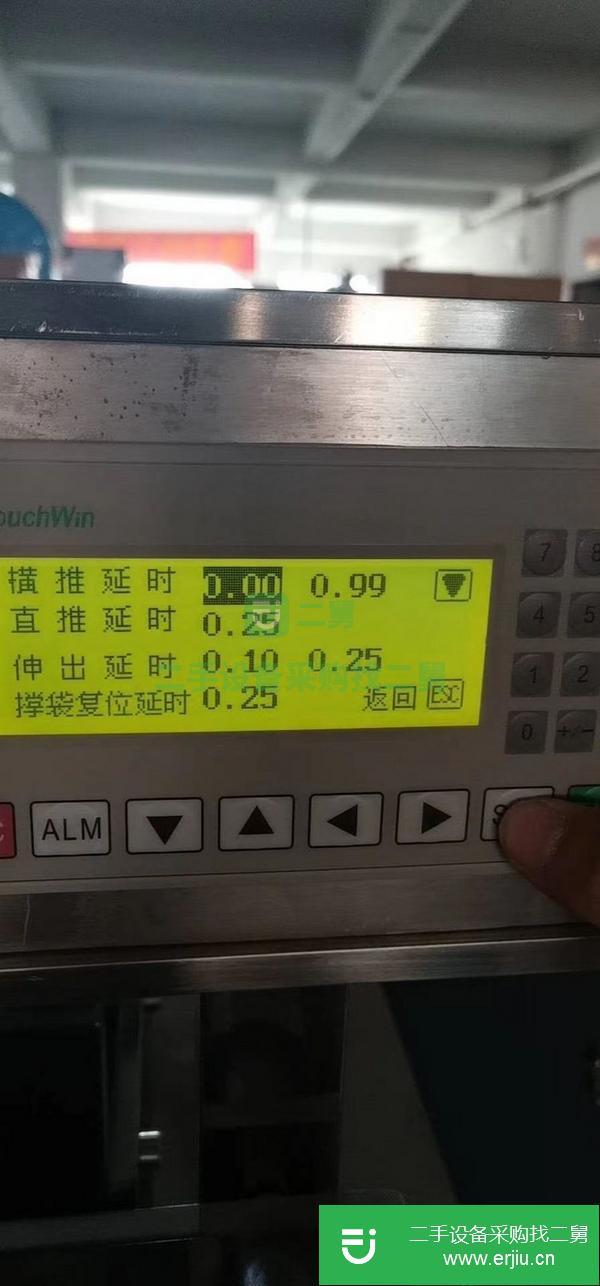 ouchWin
横推延时 0.00 0.99
直推延时 0.25
伸出延时 0.10 0.25
撑袋复位延时 0.25 返回 ESC
二舅
二手设备采购找二舅
7 8
4 5
1 2
0 +/-
C ALM S
二手设备采购找二舅
www.erjiu.cn